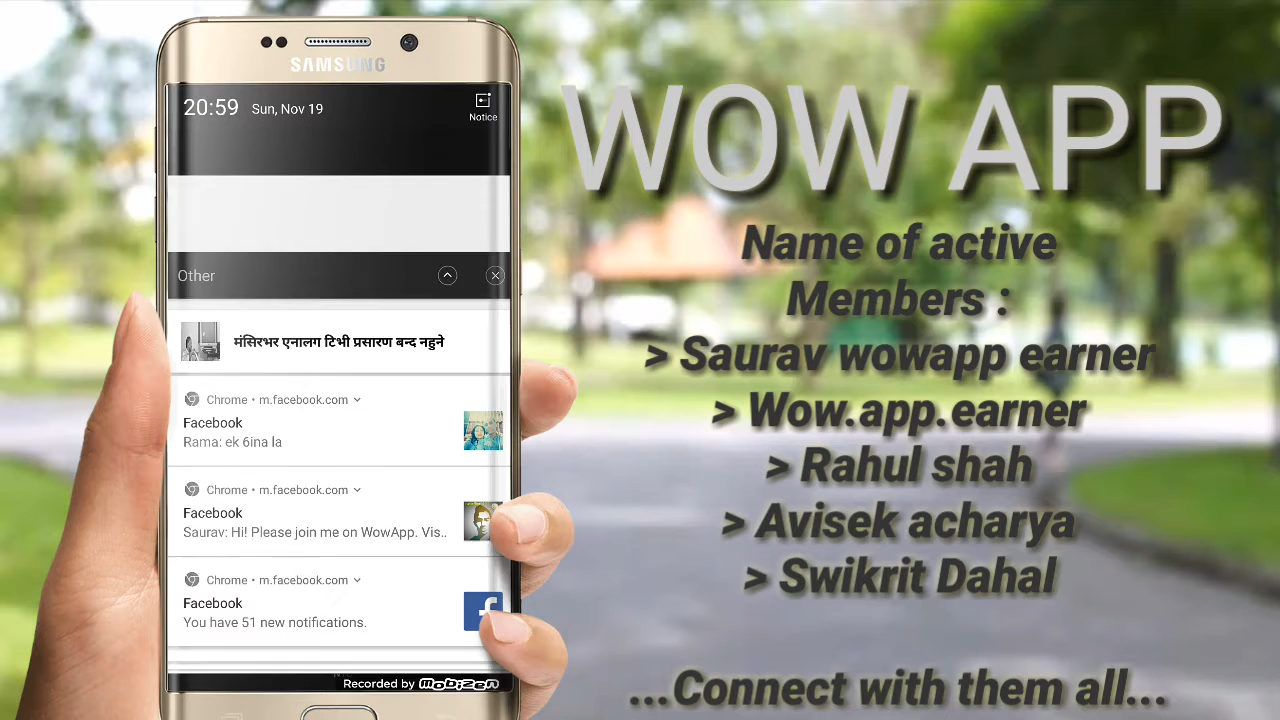 SAMSUNG
20:59 Sun, Nov 19
Notice
Other
मंसिरभर एनालग टिभी प्रसारण बन्द नहुने
Chrome • m.facebook.com
Facebook
Rama: ek 6ina la
Chrome • m.facebook.com
Facebook
Saurav: Hi! Please join me on WowApp. Vis..
Chrome • m.facebook.com
Facebook
You have 51 new notifications.
Recorded by Mobizen
WOW APP
Name of active
Members :
> Saurav wowapp earner
> Wow.app.earner
> Rahul shah
> Avisek acharya
> Swikrit Dahal
...Connect with them all...